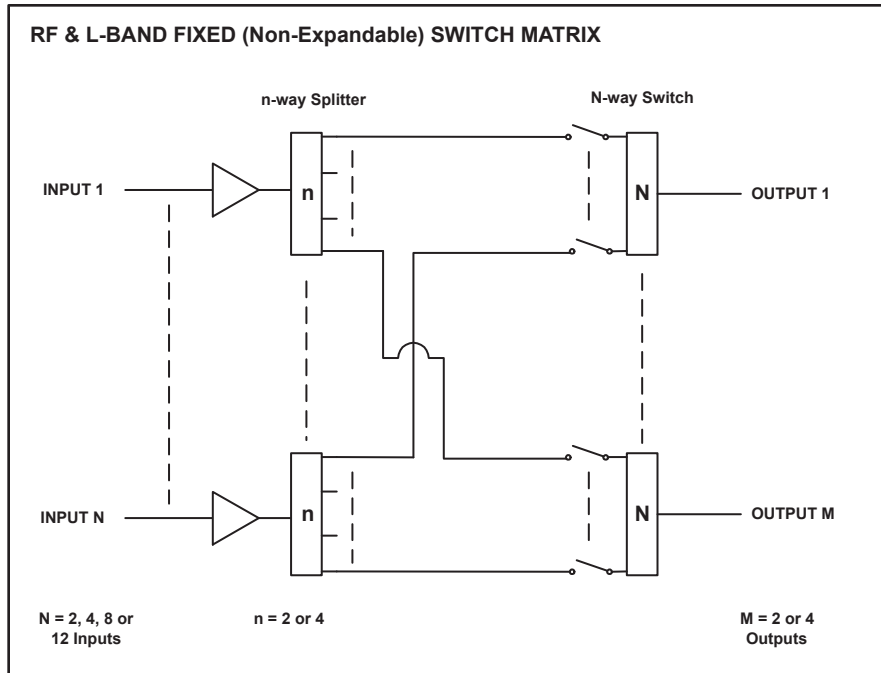 RF & L-BAND FIXED (Non-Expandable) SWITCH MATRIX
n-way Splitter
N-way Switch
INPUT 1
n
N
OUTPUT 1
INPUT N
n
N
OUTPUT M
N = 2, 4, 8 or
12 Inputs
n = 2 or 4
M = 2 or 4
Outputs